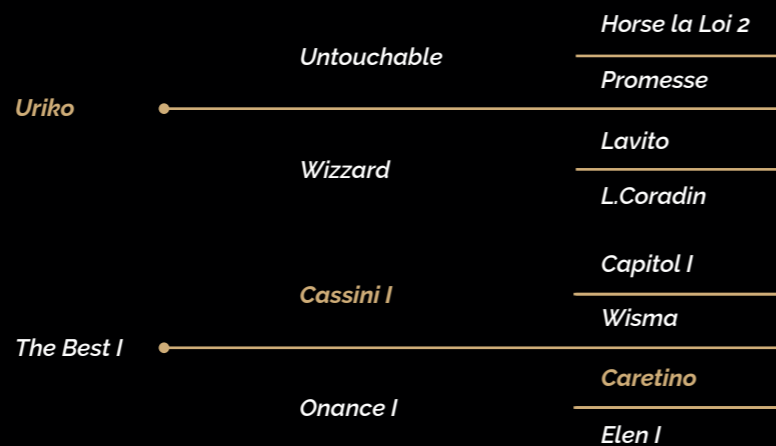 Horse la Loi 2
Untouchable
Promesse
Uriko
Lavito
Wizzard
L.Coradin
Capitol I
Cassini I
Wisma
The Best I
Caretino
Onance I
Elen I